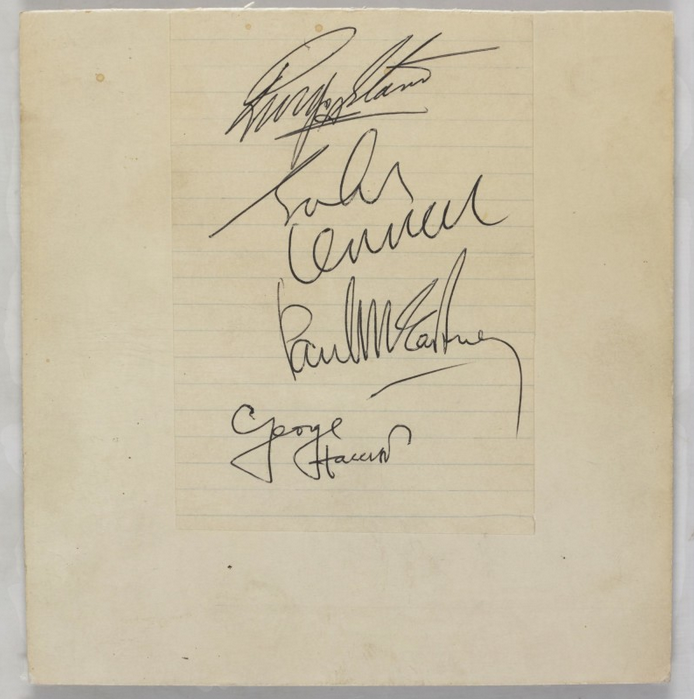 Ringo Starr
John
Lennon
Paul McCartney
George
Harrison